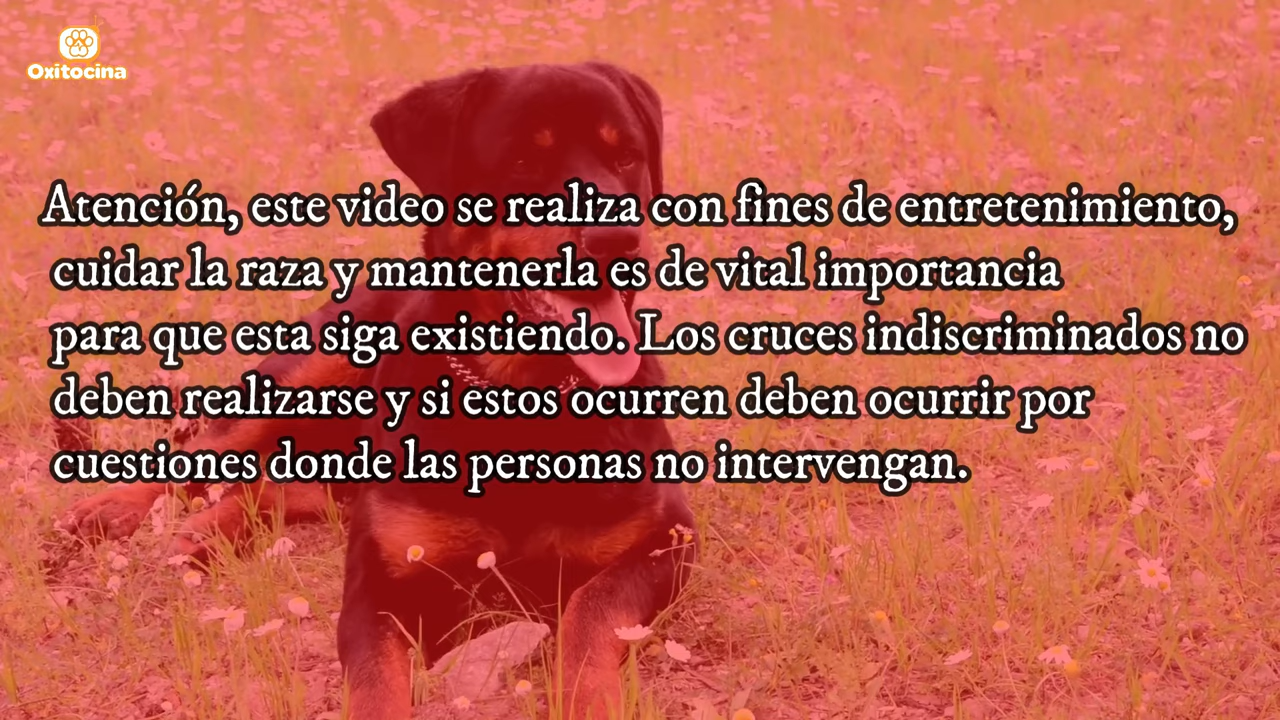 Oxitocina
Atención, este video se realiza con fines de entretenimiento,
cuidar la raza y mantenerla es de vital importancia
para que esta siga existiendo. Los cruces indiscriminados no
deben realizarse y si estos ocurren deben ocurrir por
cuestiones donde las personas no intervengan.